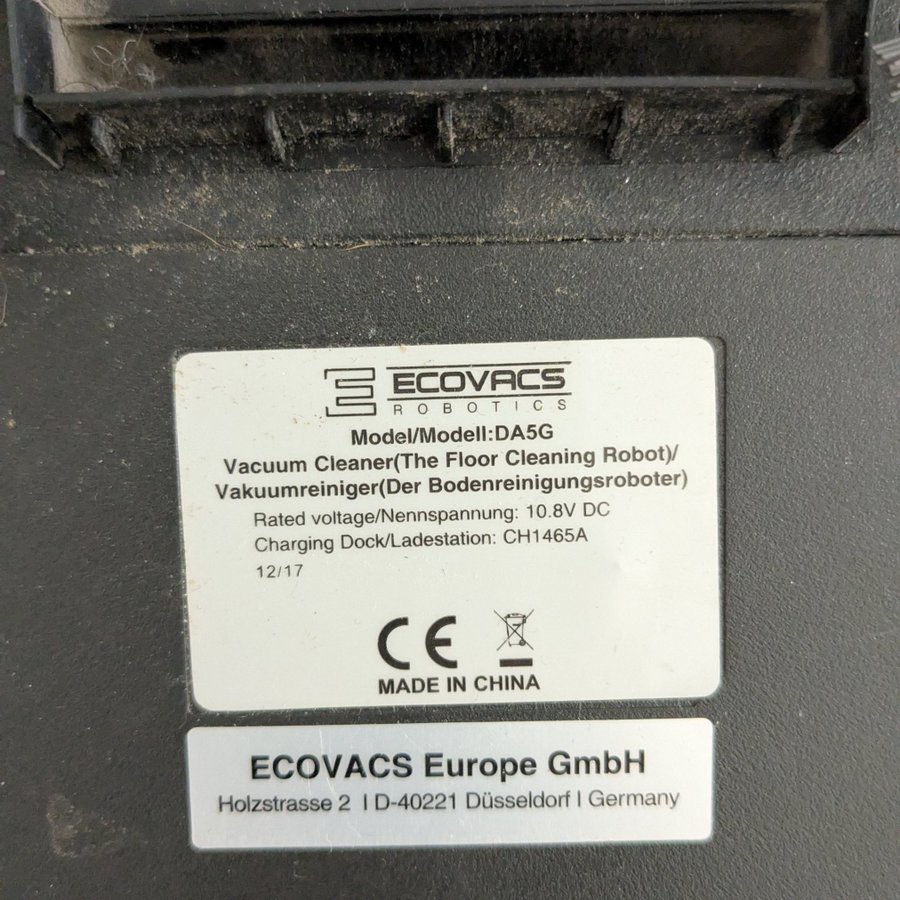 ECOVACS
ROBOTICS
Model/Modell:DA5G
Vacuum Cleaner(The Floor Cleaning Robot)/
Vakuumreiniger(Der Bodenreinigungsroboter)
Rated voltage/Nennspannung: 10.8V DC
Charging Dock/Ladestation: CH1465A
12/17
CE
MADE IN CHINA
ECOVACS Europe GmbH
Holzstrasse 2 I D-40221 Düsseldorf I Germany